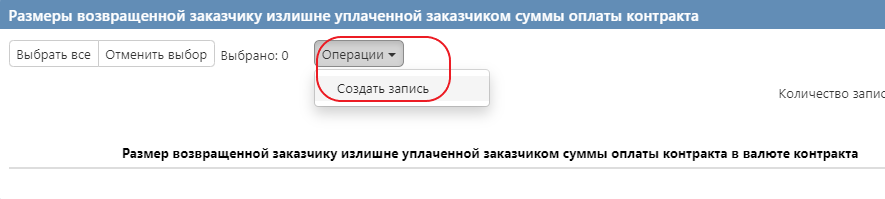 Размеры возвращенной заказчику излишне уплаченной заказчиком суммы оплаты контракта
Выбрать все Отменить выбор Выбрано: 0 Операции
Создать запись
Количество
Размер возвращенной заказчику излишне уплаченной заказчиком суммы оплаты контракта в валюте контракта